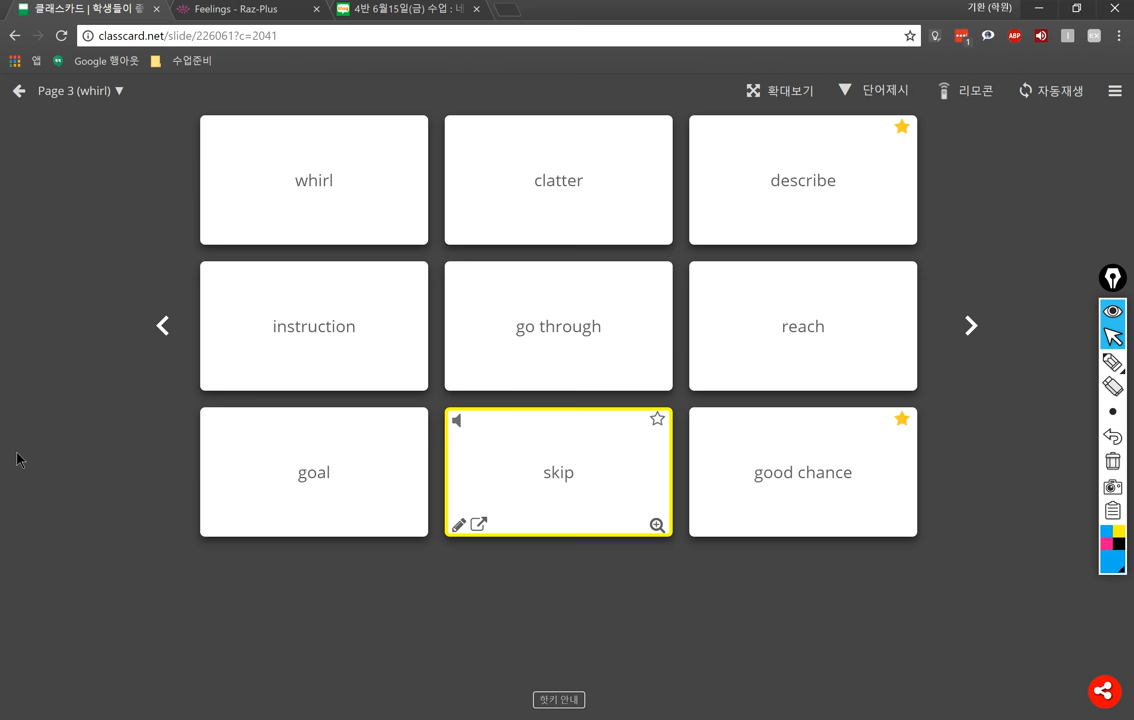 클래스카드 | 학생들이 즐
Feelings - Raz-Plus
4반 6월15일(금) 수업 : 네
기환 (학원)
classcard.net/slide/226061?c=2041
1
ABP
앱
Google 행아웃
수업준비
Page 3 (whirl) ▼
확대보기
단어제시
리모콘
자동재생
whirl
clatter
describe
instruction
go through
reach
goal
skip
good chance
핫키 안내